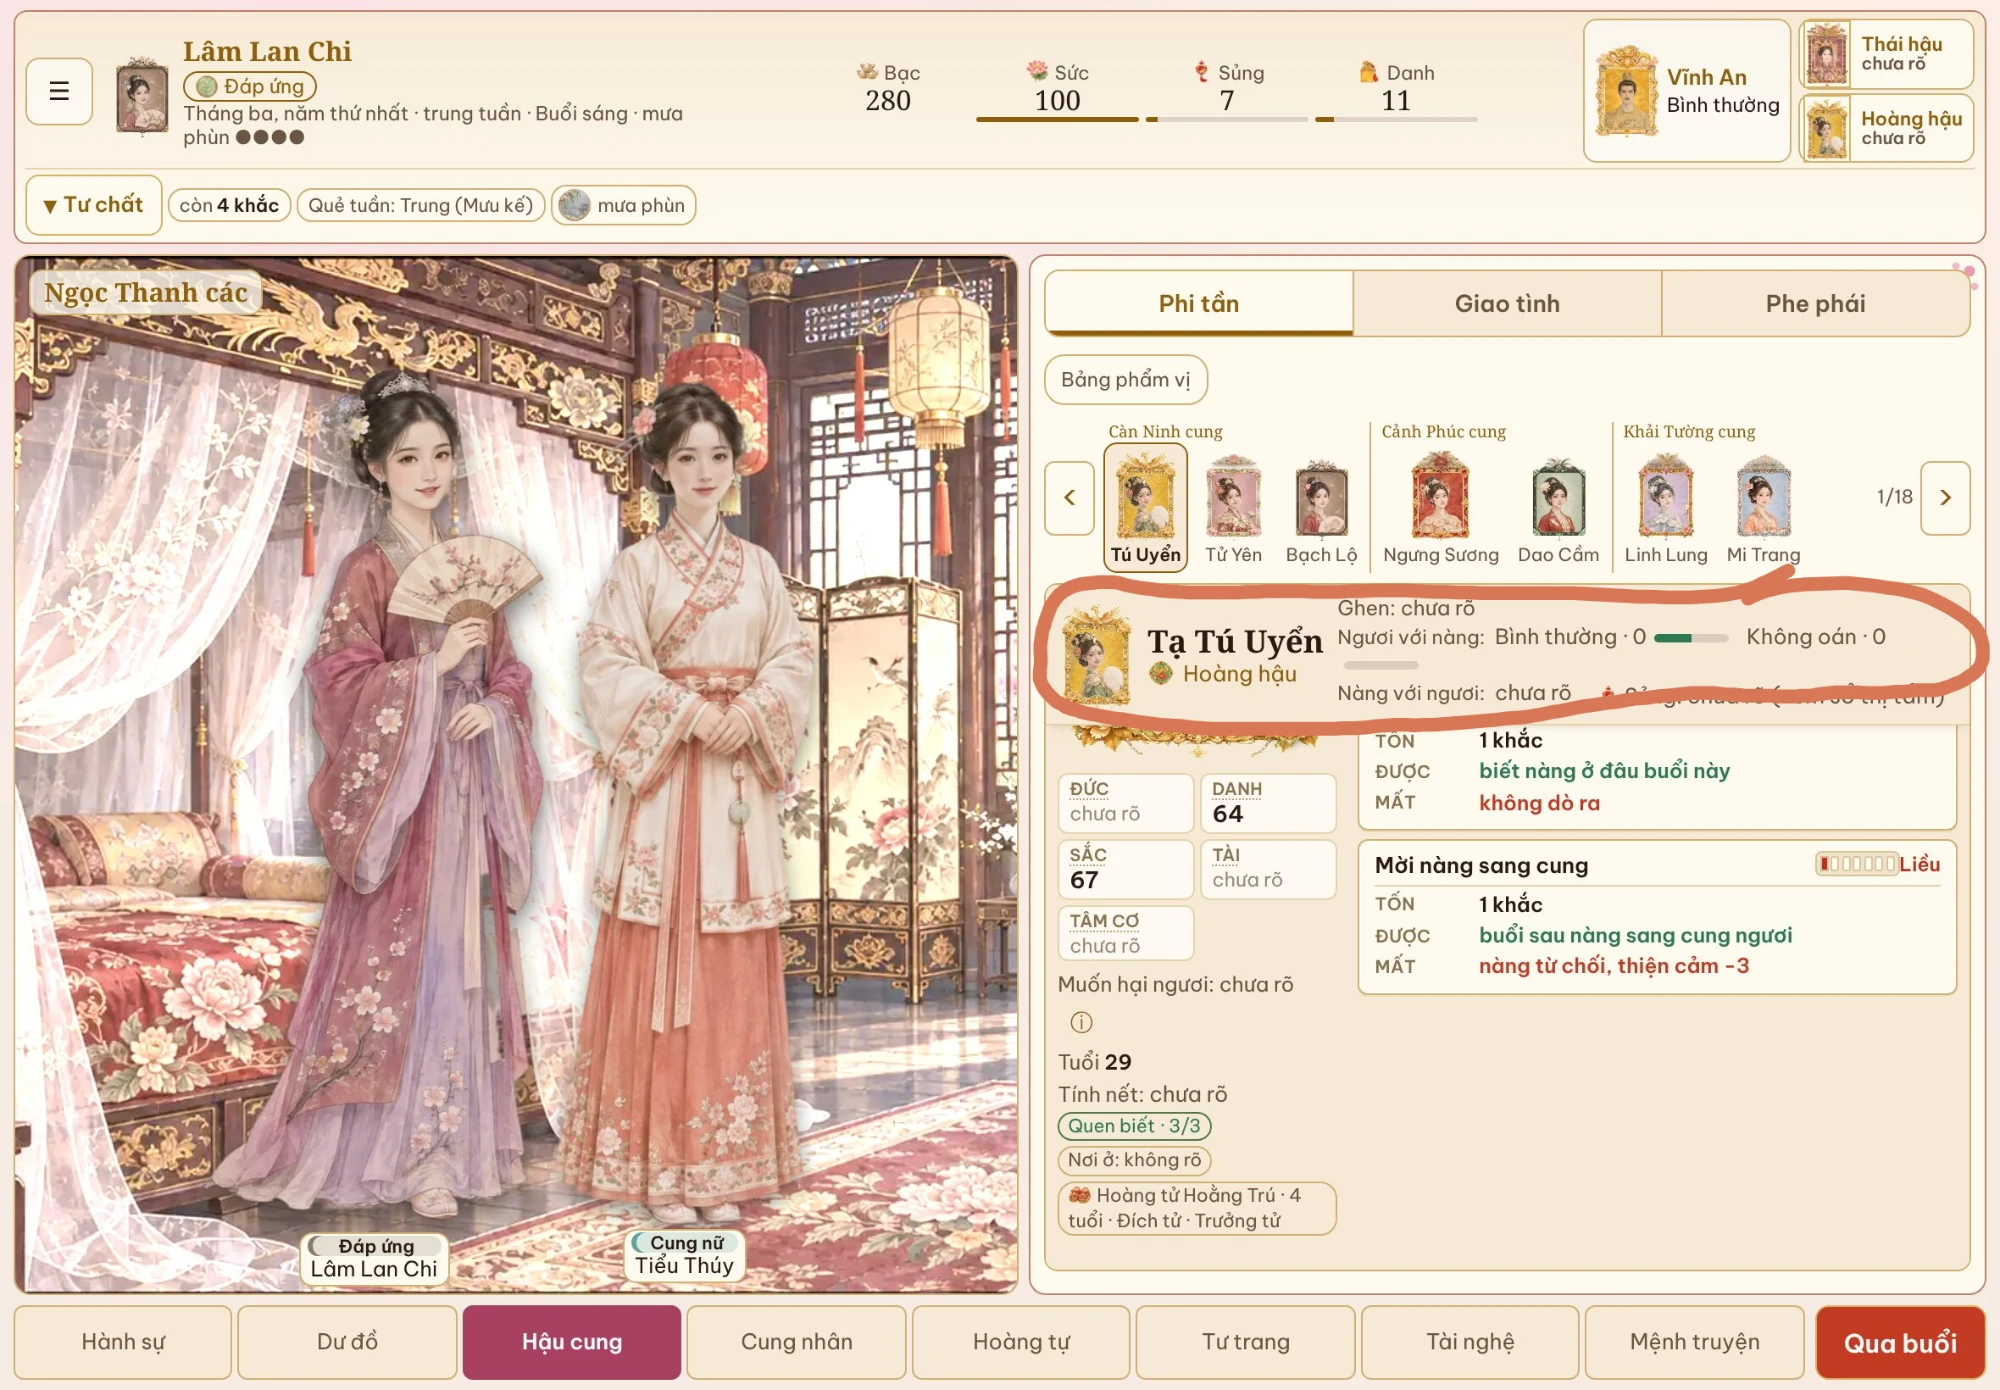 ☰
Lâm Lan Chi
Đáp ứng
Tháng ba, năm thứ nhất · trung tuần · Buổi sáng · mưa
phùn ●●●●
Bạc
280
Sức
100
Sủng
7
Danh
11
Vĩnh An
Bình thường
Thái hậu
chưa rõ
Hoàng hậu
chưa rõ
▼ Tư chất
còn 4 khắc
Quẻ tuần: Trung (Mưu kế)
mưa phùn
Ngọc Thanh các
Đáp ứng
Lâm Lan Chi
Cung nữ
Tiểu Thúy
Phi tần
Giao tình
Phe phái
Bảng phẩm vị
Càn Ninh cung
Cảnh Phúc cung
Khải Tường cung
Tú Uyển
Tử Yên
Bạch Lộ
Ngưng Sương
Dao Cầm
Linh Lung
Mi Trang
1/18
Tạ Tú Uyển
Hoàng hậu
Ghen: chưa rõ
Ngươi với nàng: Bình thường · 0 Không oán · 0
Nàng với ngươi: chưa rõ
ĐỨC
chưa rõ
DANH
64
SẮC
67
TÀI
chưa rõ
TÂM CƠ
chưa rõ
Muốn hại ngươi: chưa rõ
ⓘ
Tuổi 29
Tính nết: chưa rõ
Quen biết · 3/3
Nơi ở: không rõ
Hoàng tử Hoằng Trú · 4
tuổi · Đích tử · Trưởng tử
TỐN 1 khắc
ĐƯỢC biết nàng ở đâu buổi này
MẤT không dò ra
Mời nàng sang cung Liều
TỐN 1 khắc
ĐƯỢC buổi sau nàng sang cung ngươi
MẤT nàng từ chối, thiện cảm -3
Hành sự
Dư đồ
Hậu cung
Cung nhân
Hoàng tự
Tư trang
Tài nghệ
Mệnh truyện
Qua buổi